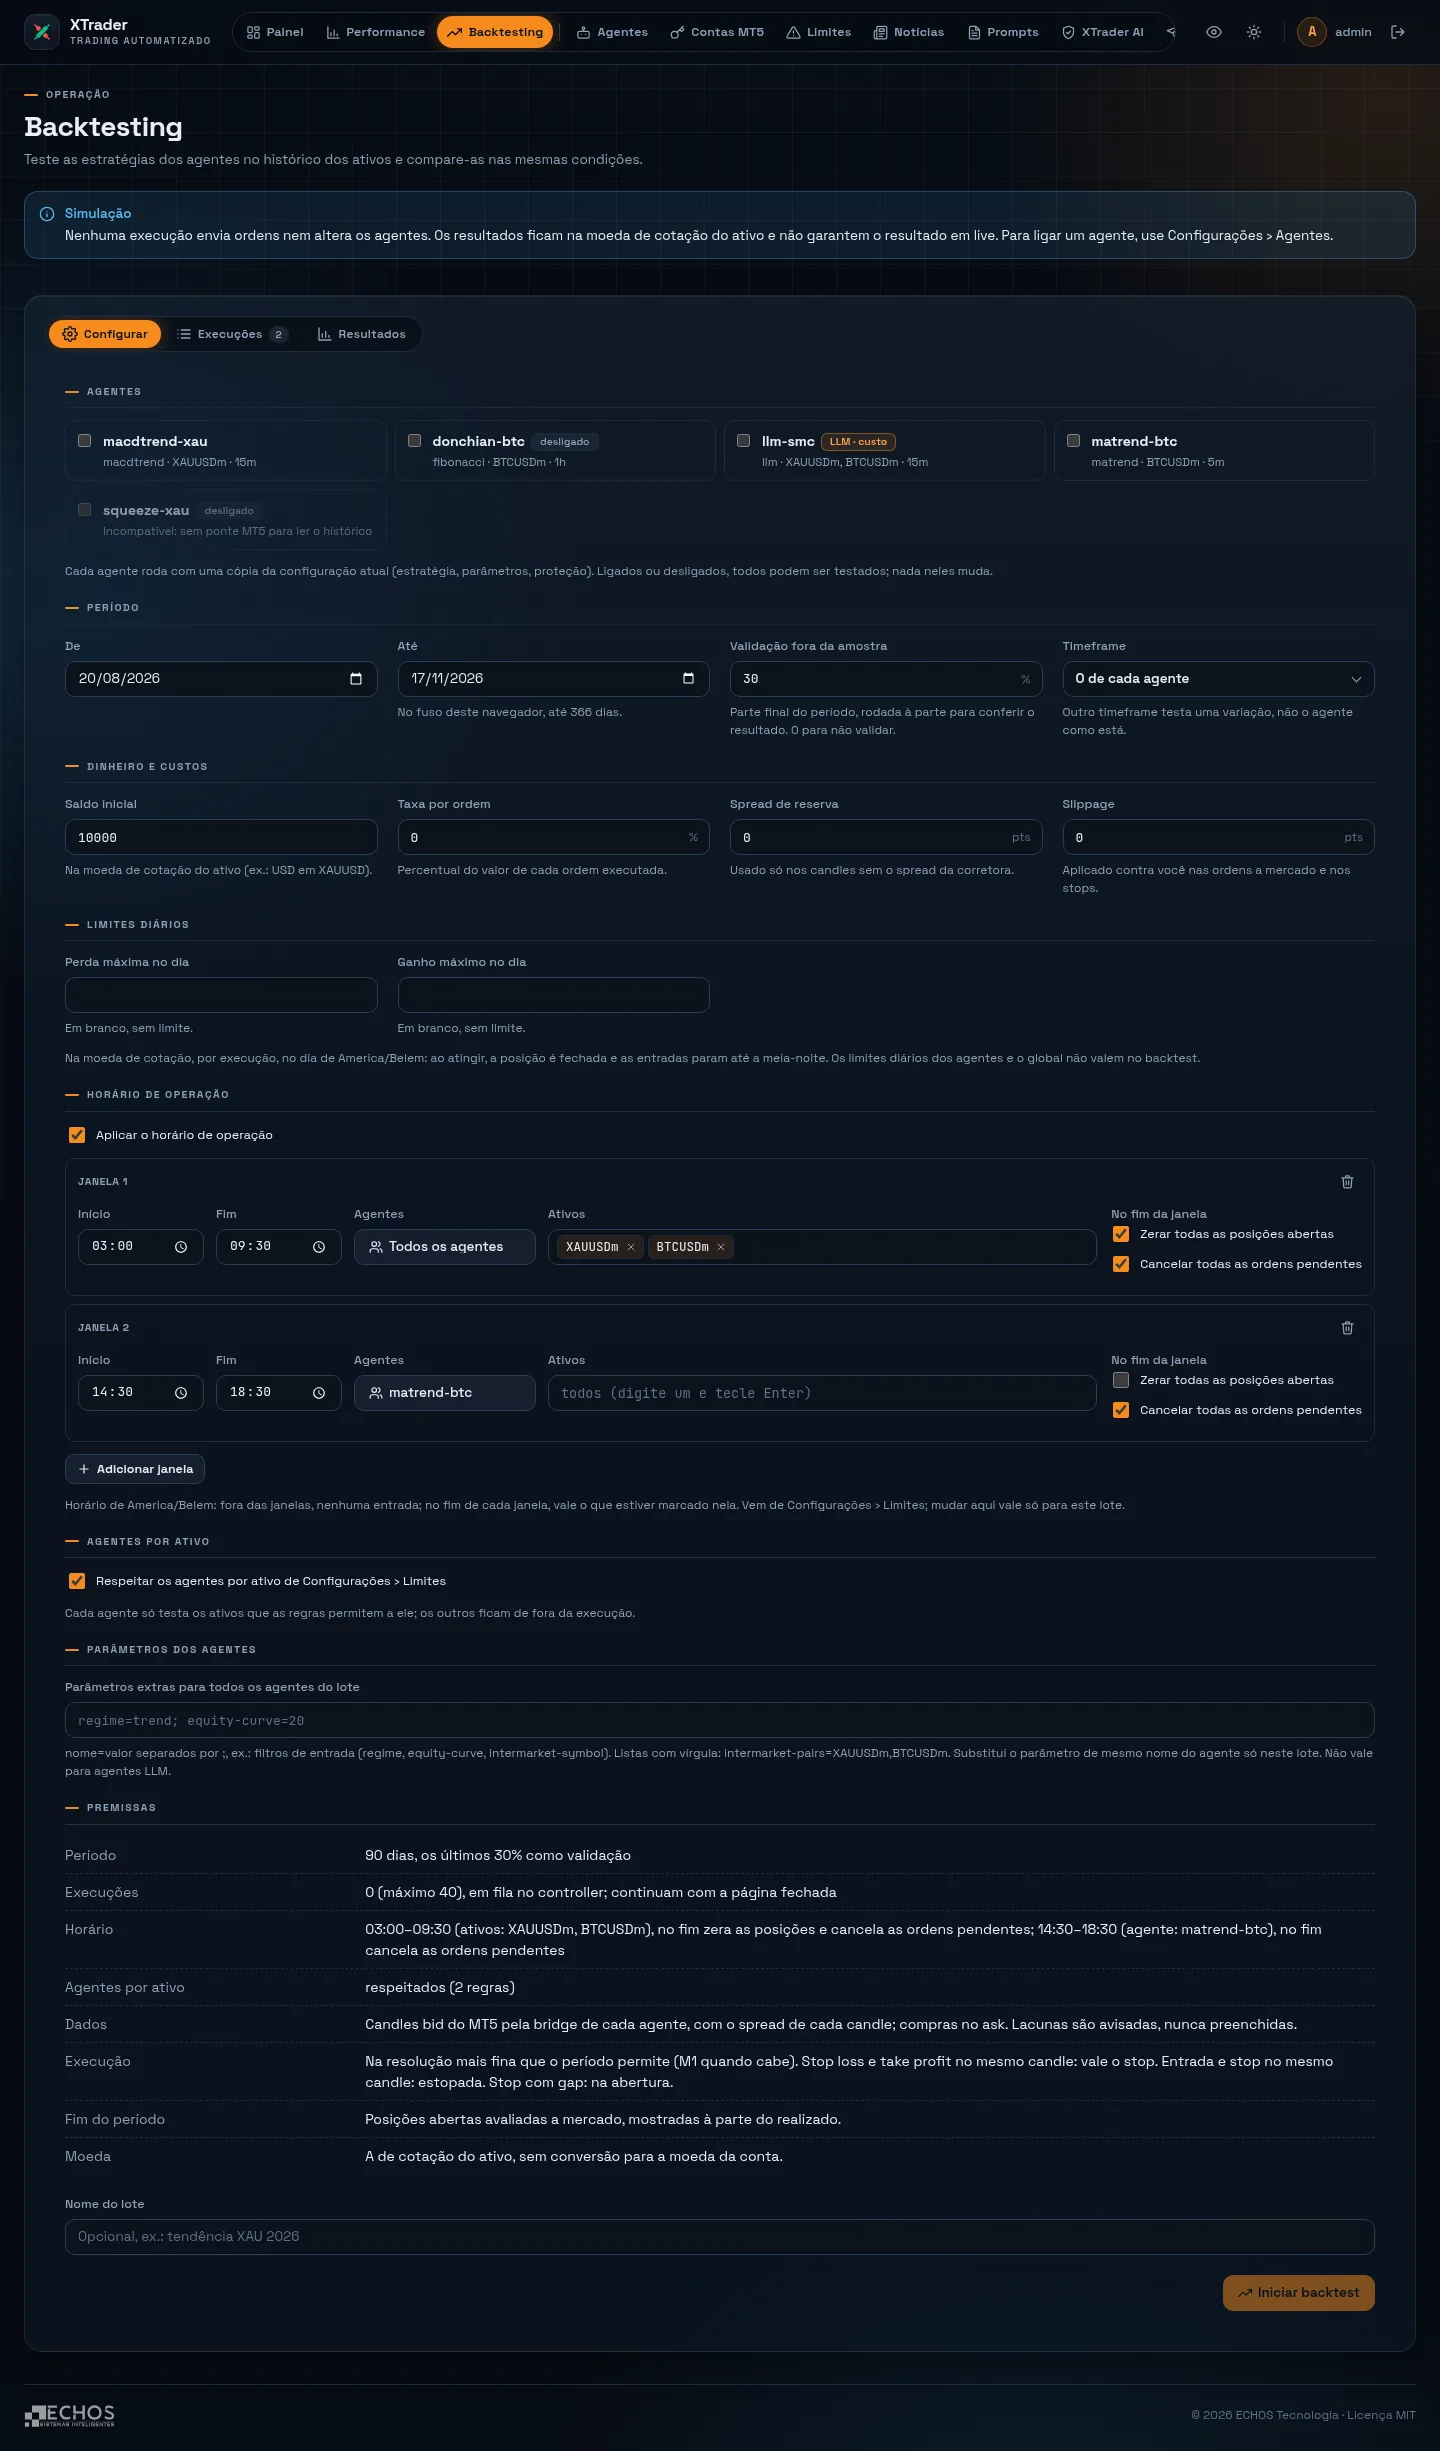 XTrader
TRADING AUTOMATIZADO
Painel
Performance
Backtesting
Agentes
Contas MT5
Limites
Notícias
Prompts
XTrader AI
A
admin
OPERAÇÃO
Backtesting
Teste as estratégias dos agentes no histórico dos ativos e compare-as nas mesmas condições.
Simulação
Nenhuma execução envia ordens nem altera os agentes. Os resultados ficam na moeda de cotação do ativo e não garantem o resultado em live. Para ligar um agente, use Configurações › Agentes.
Configurar
Execuções 2
Resultados
AGENTES
macdtrend-xau
macdtrend · XAUUSDm · 15m
donchian-btc desligado
fibonacci · BTCUSDm · 1h
llm-smc LLM · custo
llm · XAUUSDm, BTCUSDm · 15m
matrend-btc
matrend · BTCUSDm · 5m
squeeze-xau desligado
Incompatível: sem ponte MT5 para ler o histórico
Cada agente roda com uma cópia da configuração atual (estratégia, parâmetros, proteção). Ligados ou desligados, todos podem ser testados; nada neles muda.
PERÍODO
De
20/08/2026
Até
17/11/2026
No fuso deste navegador, até 366 dias.
Validação fora da amostra
30 %
Parte final do período, rodada à parte para conferir o
resultado. 0 para não validar.
Timeframe
O de cada agente
Outro timeframe testa uma variação, não o agente
como está.
DINHEIRO E CUSTOS
Saldo inicial
10000
Na moeda de cotação do ativo (ex.: USD em XAUUSD).
Taxa por ordem
0 %
Percentual do valor de cada ordem executada.
Spread de reserva
0 pts
Usado só nos candles sem o spread da corretora.
Slippage
0 pts
Aplicado contra você nas ordens a mercado e nos
stops.
LIMITES DIÁRIOS
Perda máxima no dia
Em branco, sem limite.
Ganho máximo no dia
Em branco, sem limite.
Na moeda de cotação, por execução, no dia de America/Belem: ao atingir, a posição é fechada e as entradas param até a meia-noite. Os limites diários dos agentes e o global não valem no backtest.
HORÁRIO DE OPERAÇÃO
Aplicar o horário de operação
JANELA 1
Início
03:00
Fim
09:30
Agentes
Todos os agentes
Ativos
XAUUSDm × BTCUSDm ×
No fim da janela
Zerar todas as posições abertas
Cancelar todas as ordens pendentes
JANELA 2
Início
14:30
Fim
18:30
Agentes
matrend-btc
Ativos
todos (digite um e tecle Enter)
No fim da janela
Zerar todas as posições abertas
Cancelar todas as ordens pendentes
+ Adicionar janela
Horário de America/Belem: fora das janelas, nenhuma entrada; no fim de cada janela, vale o que estiver marcado nela. Vem de Configurações › Limites; mudar aqui vale só para este lote.
AGENTES POR ATIVO
Respeitar os agentes por ativo de Configurações › Limites
Cada agente só testa os ativos que as regras permitem a ele; os outros ficam de fora da execução.
PARÂMETROS DOS AGENTES
Parâmetros extras para todos os agentes do lote
regime=trend; equity-curve=20
nome=valor separados por ;, ex.: filtros de entrada (regime, equity-curve, intermarket-symbol). Listas com vírgula: intermarket-pairs=XAUUSDm,BTCUSDm. Substitui o parâmetro de mesmo nome do agente só neste lote. Não vale
para agentes LLM.
PREMISSAS
Período
90 dias, os últimos 30% como validação
Execuções
0 (máximo 40), em fila no controller; continuam com a página fechada
Horário
03:00–09:30 (ativos: XAUUSDm, BTCUSDm), no fim zera as posições e cancela as ordens pendentes; 14:30–18:30 (agente: matrend-btc), no fim
cancela as ordens pendentes
Agentes por ativo
respeitados (2 regras)
Dados
Candles bid do MT5 pela bridge de cada agente, com o spread de cada candle; compras no ask. Lacunas são avisadas, nunca preenchidas.
Execução
Na resolução mais fina que o período permite (M1 quando cabe). Stop loss e take profit no mesmo candle: vale o stop. Entrada e stop no mesmo
candle: estopada. Stop com gap: na abertura.
Fim do período
Posições abertas avaliadas a mercado, mostradas à parte do realizado.
Moeda
A de cotação do ativo, sem conversão para a moeda da conta.
Nome do lote
Opcional, ex.: tendência XAU 2026
Iniciar backtest
ECHOS
SISTEMAS INTELIGENTES
© 2026 ECHOS Tecnologia · Licença MIT